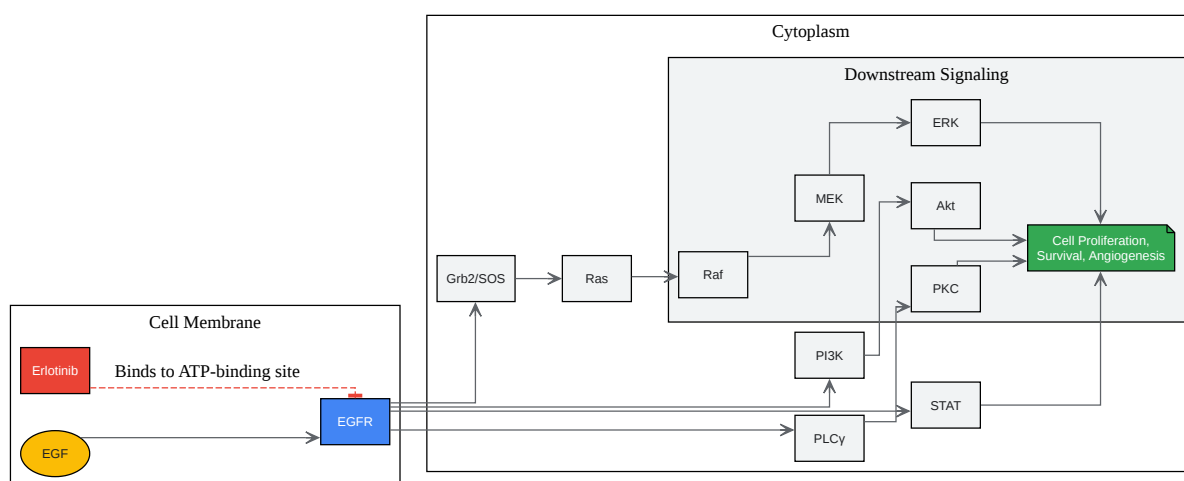 Cytoplasm
Downstream Signaling
ERK
MEK
Akt
Cell Proliferation,
Survival, Angiogenesis
Grb2/SOS
Ras
Raf
PKC
Cell Membrane
PI3K
Erlotinib
Binds to ATP-binding site
EGFR
STAT
PLCγ
EGF